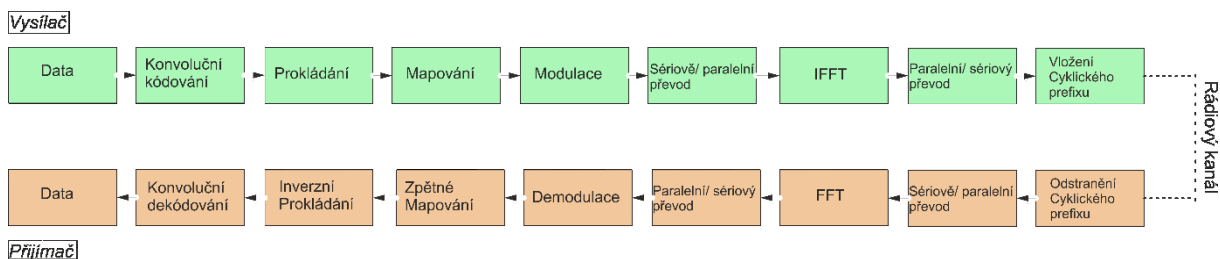 Vysílač
Data
Konvoluční
kódování
Prokládání
Mapování
Modulace
Sériově/ paralelní
převod
IFFT
Paralelní/ sériový
převod
Vložení
Cyklického
prefixu
Rádiový kanál
Data
Konvoluční
dekódování
Inverzní
Prokládání
Zpětné
Mapování
Demodulace
Paralelní/ sériový
převod
FFT
Sériově/ paralelní
převod
Odstranění
Cyklického
prefixu
Přijímač